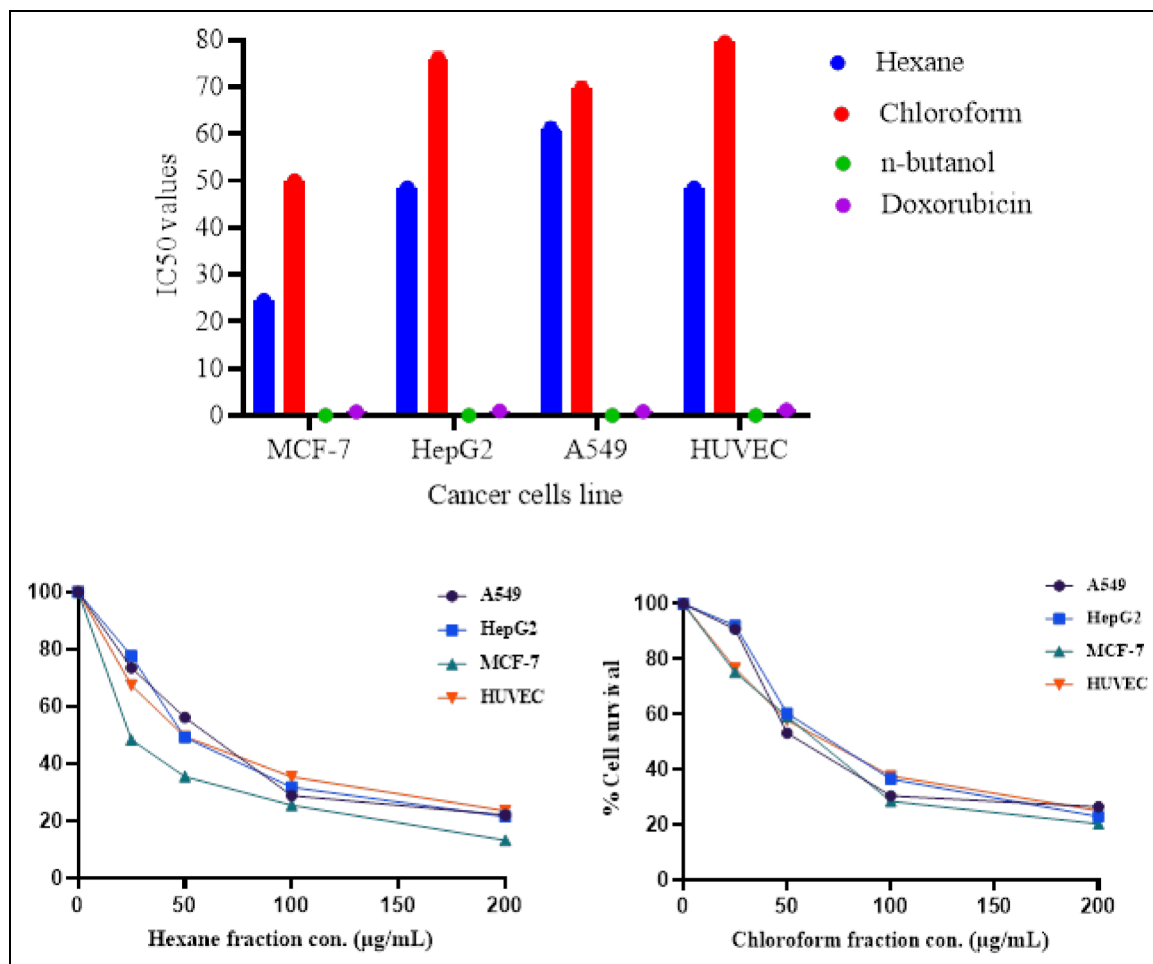 80
70
60
50
40
30
20
10
0
IC50 values
MCF-7 HepG2 A549 HUVEC
Cancer cells line
Hexane
Chloroform
n-butanol
Doxorubicin
100
80
60
40
20
0
0 50 100 150 200
Hexane fraction con. (µg/mL)
A549
HepG2
MCF-7
HUVEC
% Cell survival
100
80
60
40
20
0
0 50 100 150 200
Chloroform fraction con. (µg/mL)
A549
HepG2
MCF-7
HUVEC